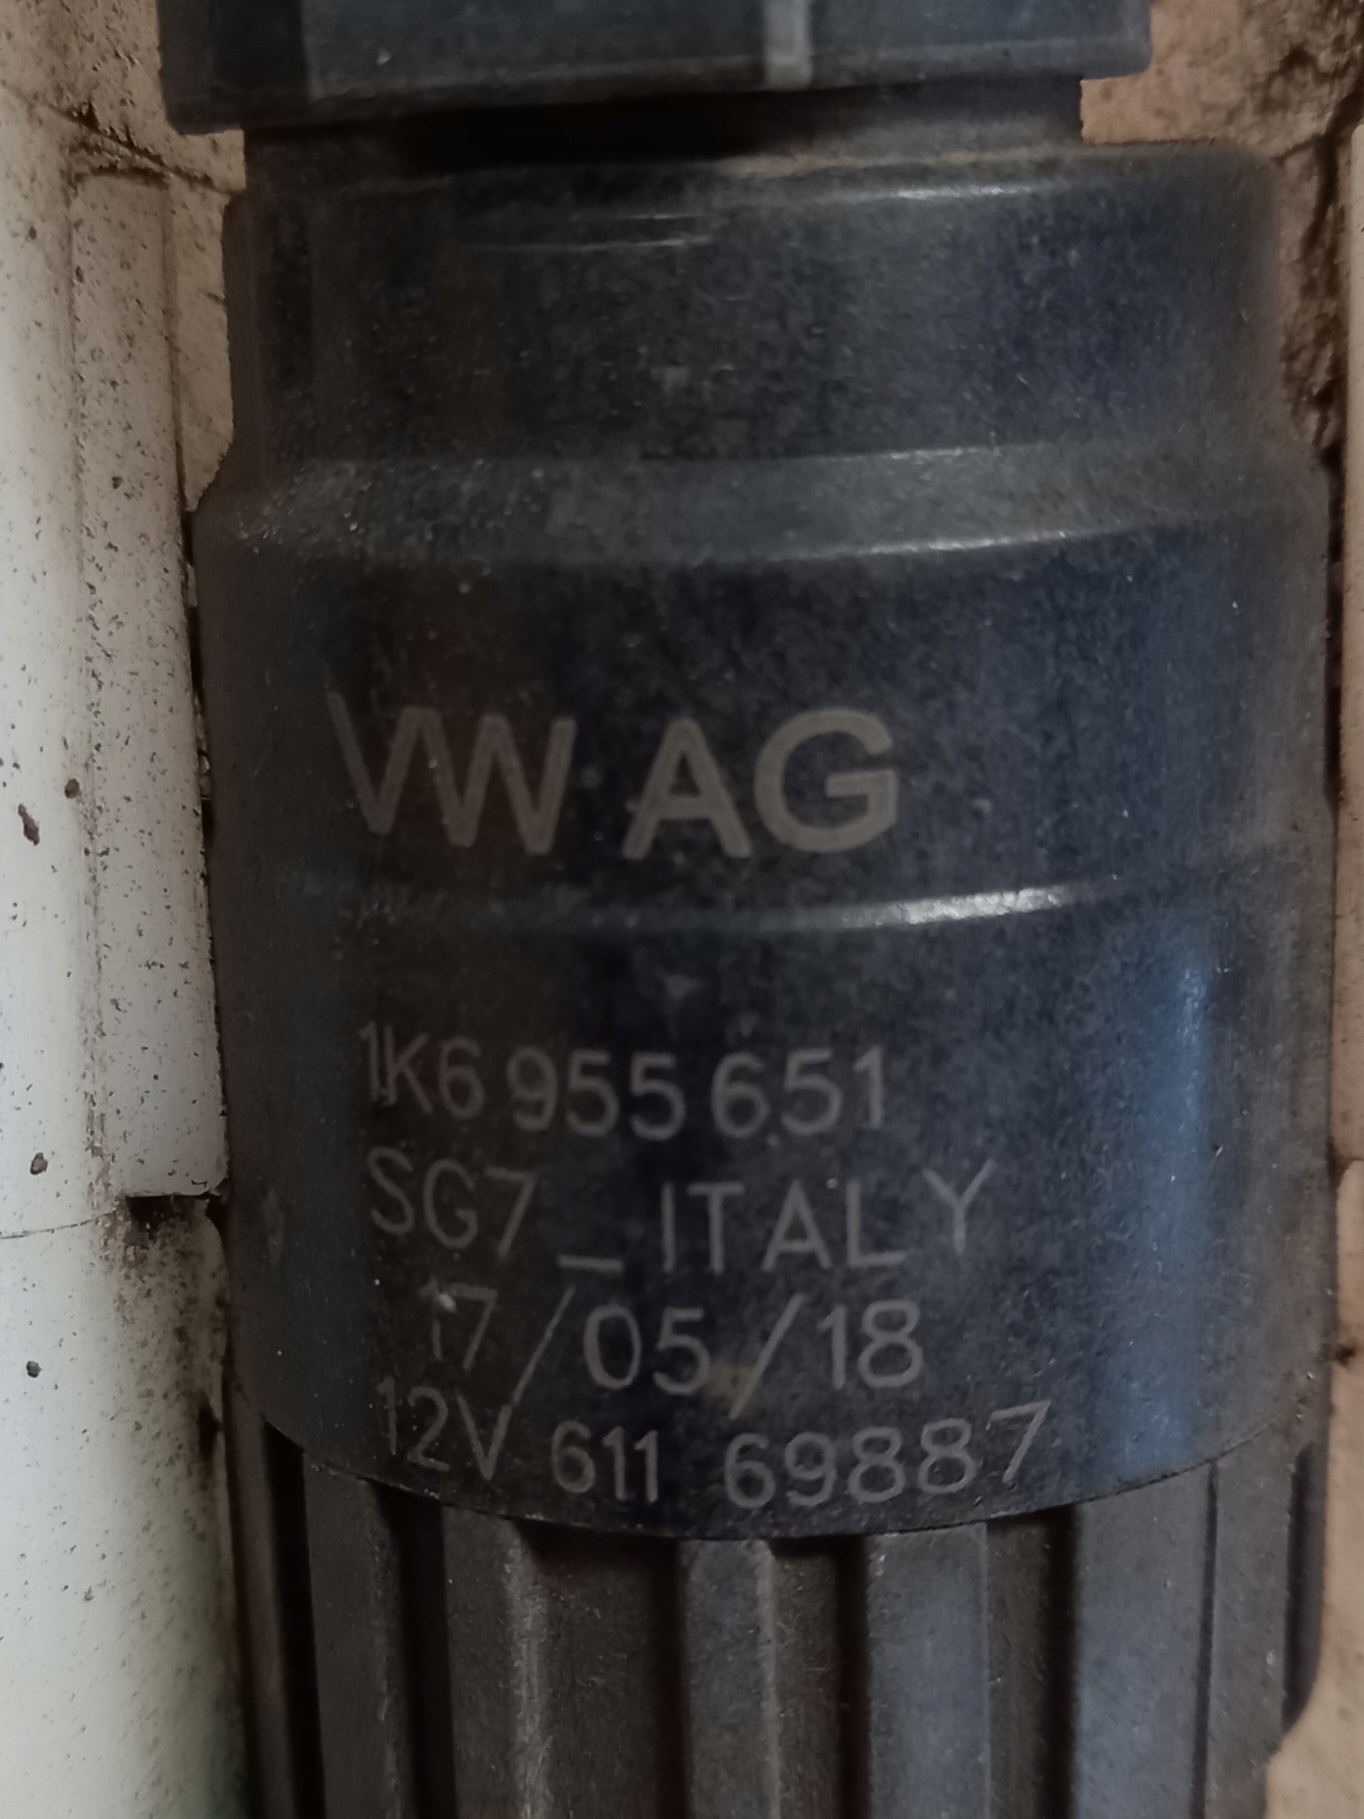 VW AG
1K6 955 651
SG7_ITALY
17/05/18
12V 611 69887